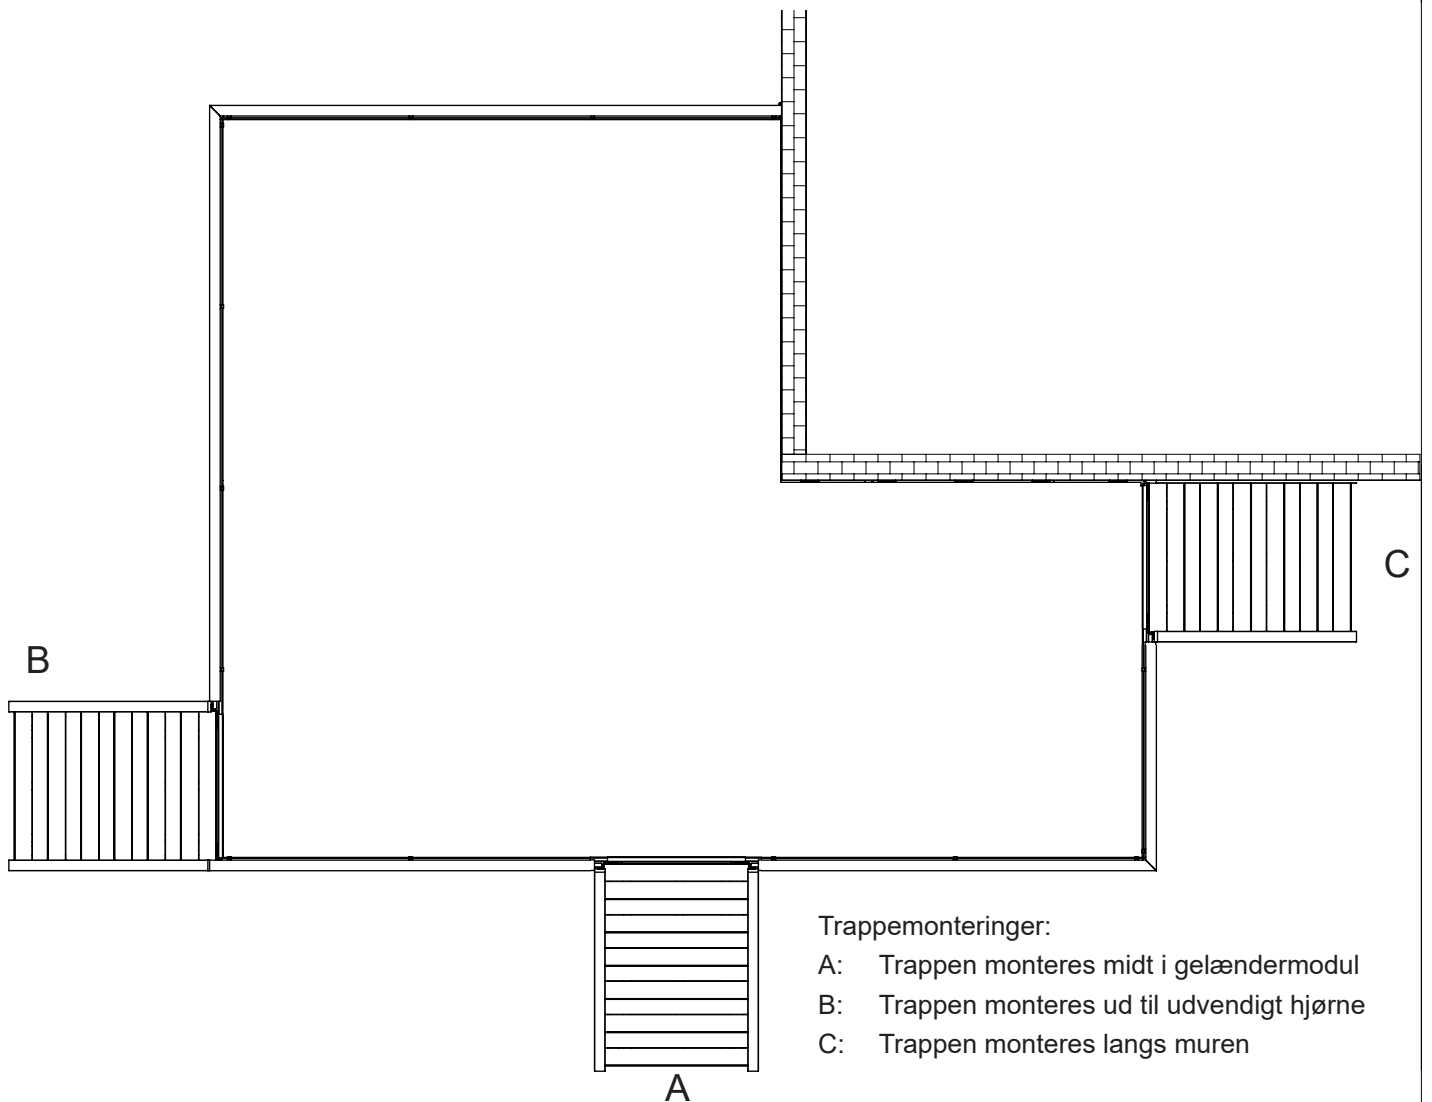 C
B
Trappemonteringer:
A: Trappen monteres midt i gelændermodul
B: Trappen monteres ud til udvendigt hjørne
C: Trappen monteres langs muren
A